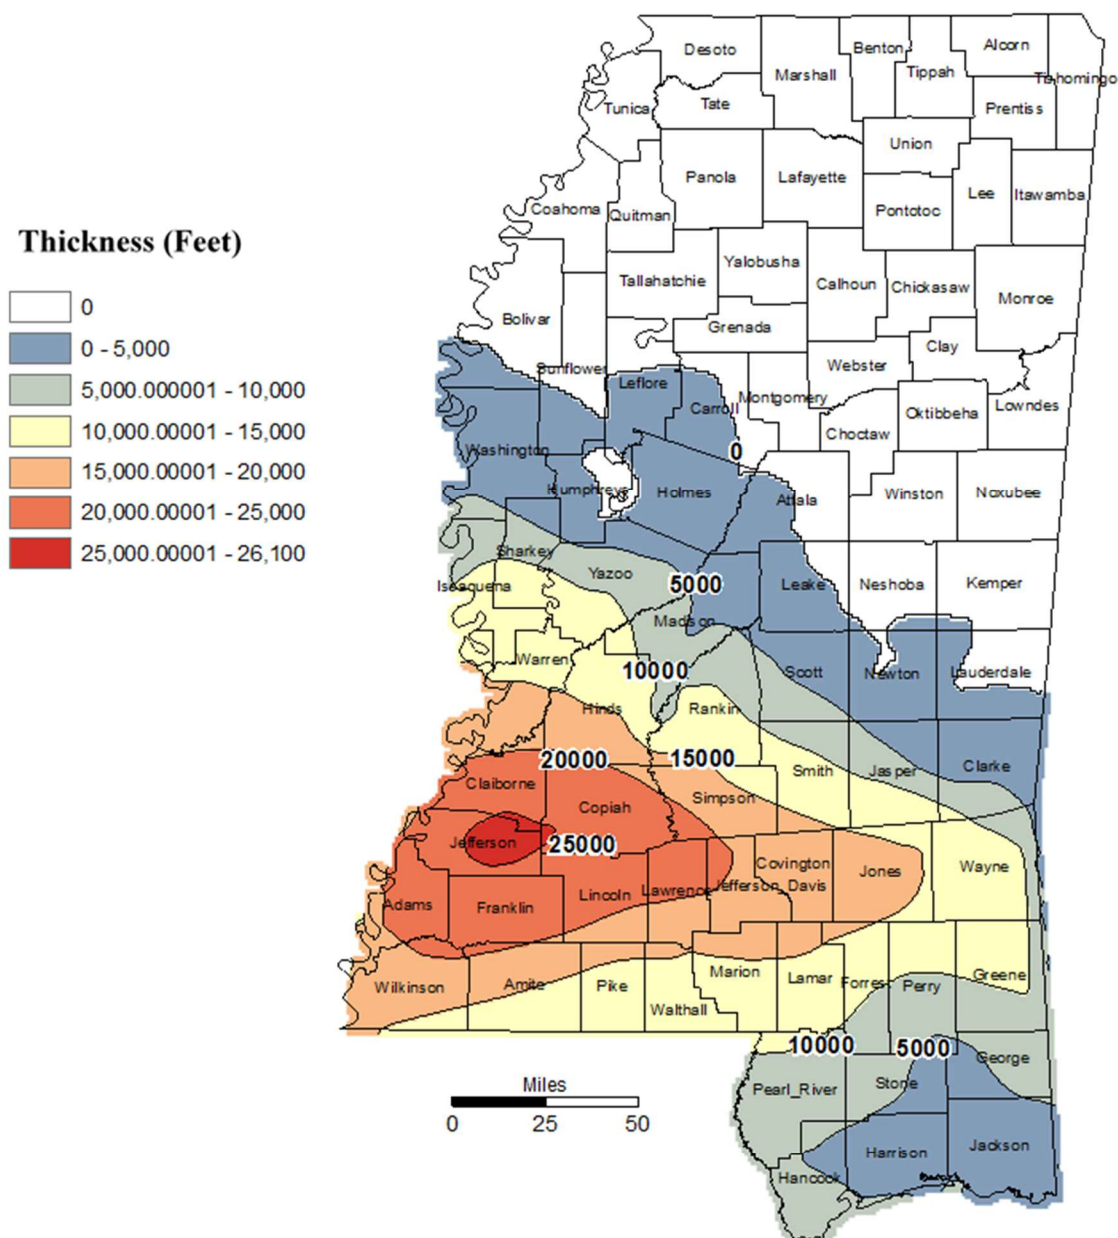 Thickness (Feet)
0
0 - 5,000
5,000.000001 - 10,000
10,000.00001 - 15,000
15,000.00001 - 20,000
20,000.00001 - 25,000
25,000.00001 - 26,100
Desoto
Benton
Alcorn
Marshall
Tippah
Tishomingo
Tunica
Tate
Prentiss
Union
Panola
Lafayette
Lee
Itawamba
Coahoma
Quitman
Pontotoc
Yalobusha
Tallahatchie
Calhoun
Chickasaw
Monroe
Bolivar
Grenada
Clay
Sunflower
Webster
Leflore
Montgomery
Carroll
Oktibbeha
Lowndes
Choctaw
Washington
0
Humphreys
Holmes
Attala
Winston
Noxubee
Sharkey
Yazoo
5000
Issaquena
Leake
Neshoba
Kemper
Madison
Warren
10000
Scott
Newton
Lauderdale
Hinds
Rankin
20000
15000
Smith
Jasper
Clarke
Claiborne
Copiah
Simpson
Jefferson
25000
Covington
Jones
Wayne
Adams
Franklin
Lincoln
Lawrence
Jefferson Davis
Wilkinson
Amite
Pike
Marion
Lamar
Forrest
Perry
Greene
Walthall
10000
5000
George
Miles
Pearl_River
Stone
0
25
50
Harrison
Jackson
Hancock